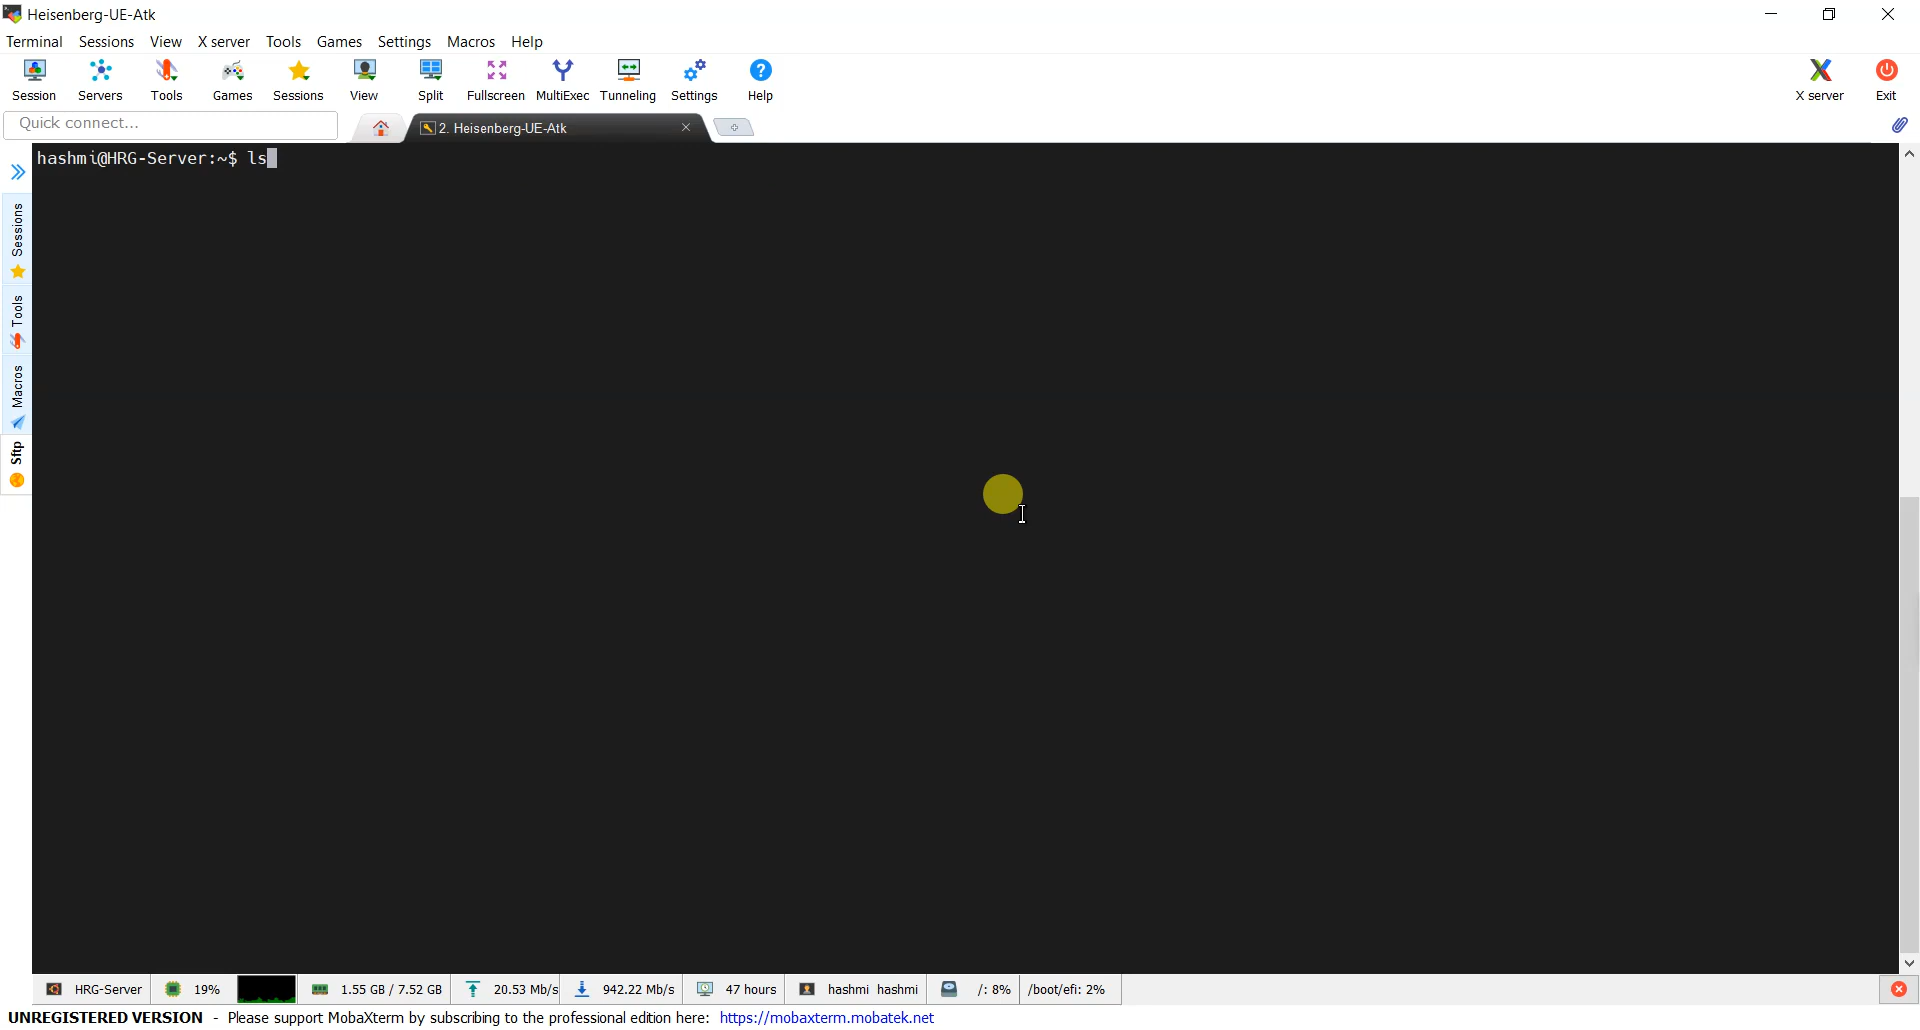 Heisenberg-UE-Atk
Terminal Sessions View X server Tools Games Settings Macros Help
Session Servers Tools Games Sessions View Split Fullscreen MultiExec Tunneling Settings Help X server Exit
Quick connect... 2. Heisenberg-UE-Atk
hashmi@HRG-Server:~$ ls
Sessions
Tools
Macros
Sftp
HRG-Server 19% 1.55 GB / 7.52 GB 20.53 Mb/s 942.22 Mb/s 47 hours hashmi hashmi /: 8% /boot/efi: 2%
UNREGISTERED VERSION - Please support MobaXterm by subscribing to the professional edition here: https://mobaxterm.mobatek.net